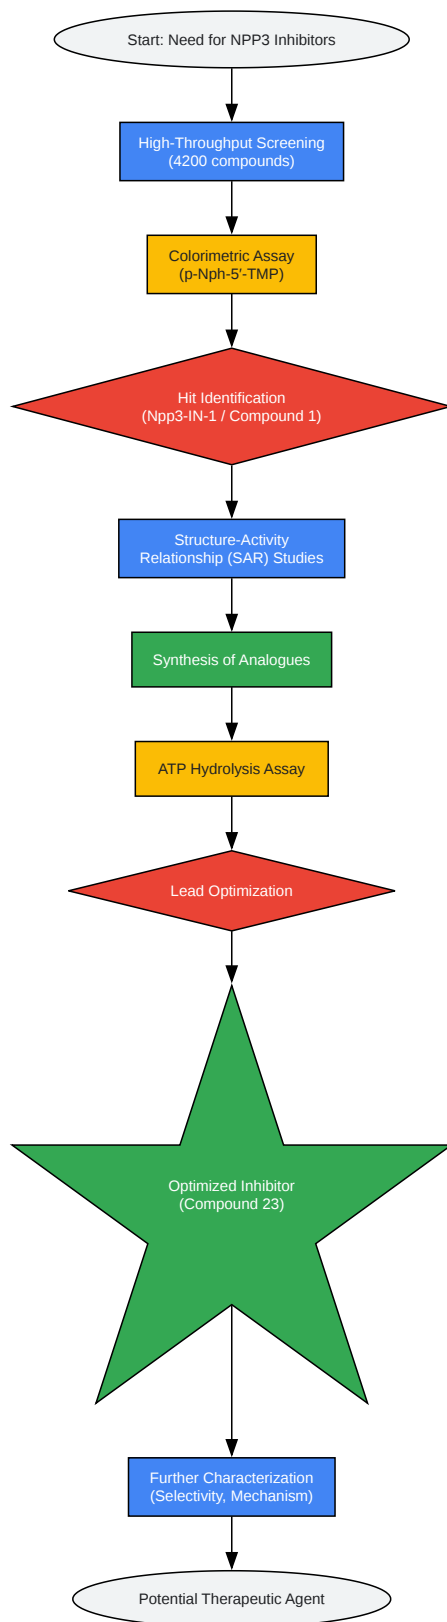 Start: Need for NPP3 Inhibitors
High-Throughput Screening
(4200 compounds)
Colorimetric Assay
(p-Nph-5′-TMP)
Hit Identification
(Npp3-IN-1 / Compound 1)
Structure-Activity
Relationship (SAR) Studies
Synthesis of Analogues
ATP Hydrolysis Assay
Lead Optimization
Optimized Inhibitor
(Compound 23)
Further Characterization
(Selectivity, Mechanism)
Potential Therapeutic Agent